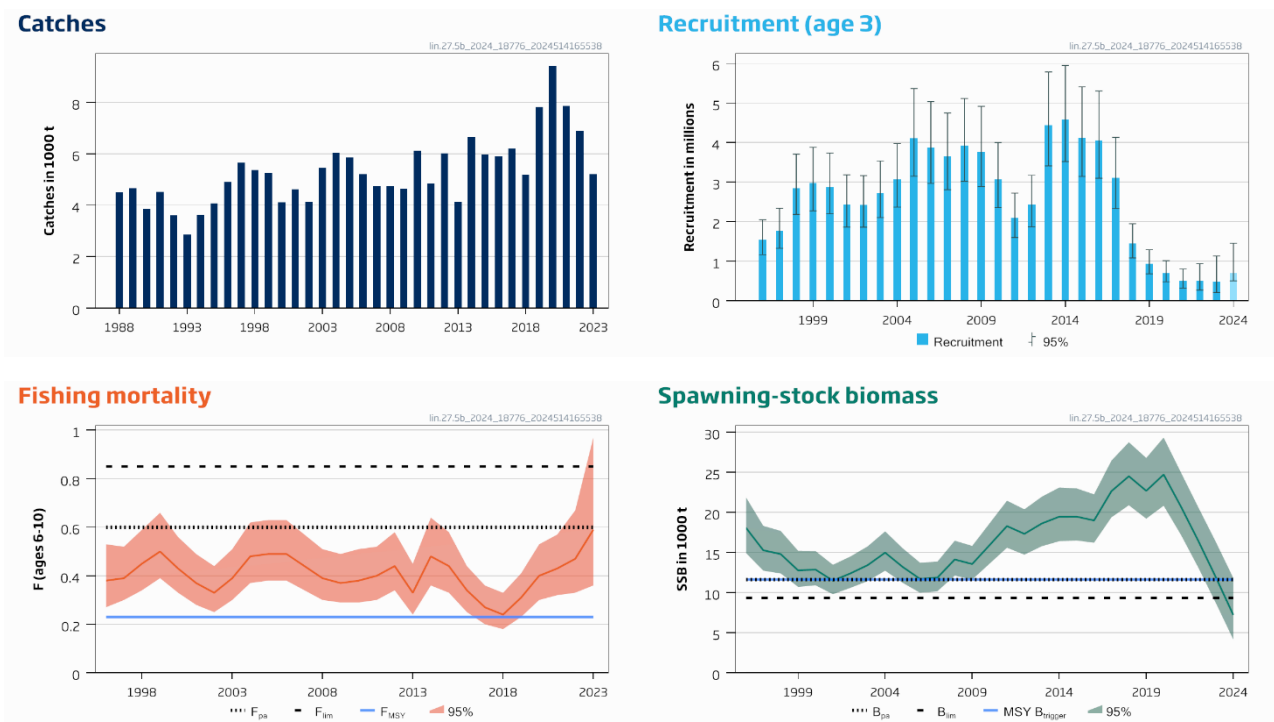 Catches
lin.27.5b_2024_18776_2024514165538
Catches in 1000 t
8
6
4
2
0
1988 1993 1998 2003 2008 2013 2018 2023
Recruitment (age 3)
lin.27.5b_2024_18776_2024514165538
Recruitment in millions
6
5
4
3
2
1
0
1999 2004 2009 2014 2019 2024
Recruitment 95%
Fishing mortality
lin.27.5b_2024_18776_2024514165538
F (ages 6-10)
1
0.8
0.6
0.4
0.2
0
1998 2003 2008 2013 2018 2023
Fpa Flim FMSY 95%
Spawning-stock biomass
lin.27.5b_2024_18776_2024514165538
SSB in 1000 t
30
25
20
15
10
5
0
1999 2004 2009 2014 2019 2024
Bpa Blim MSY Btrigger 95%